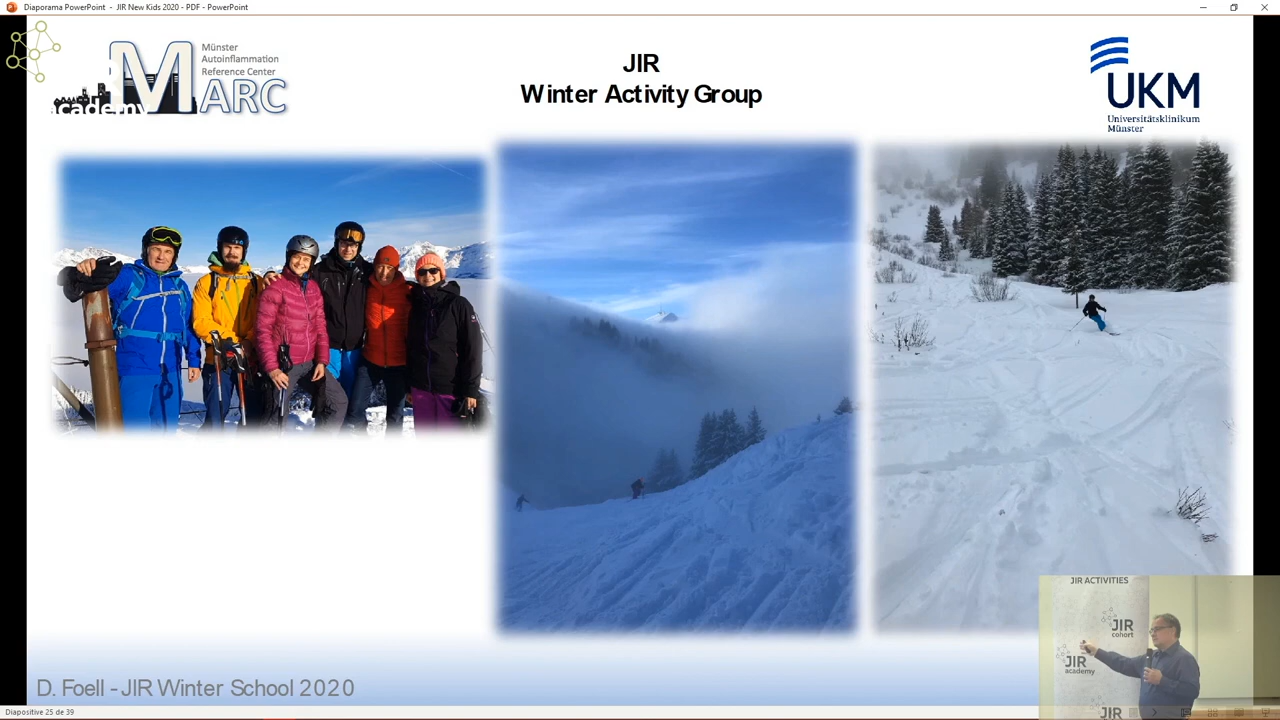 Diaporama PowerPoint - JIR New Kids 2020 - PDF - PowerPoint
academy
MARC
Münster
Autoinflammation
Reference Center
JIR
Winter Activity Group
UKM
Universitätsklinikum
Münster
JIR ACTIVITIES
JIR
cohort
JIR
academy
JIR
D. Foell - JIR Winter School 2020
Diapositive 25 de 39